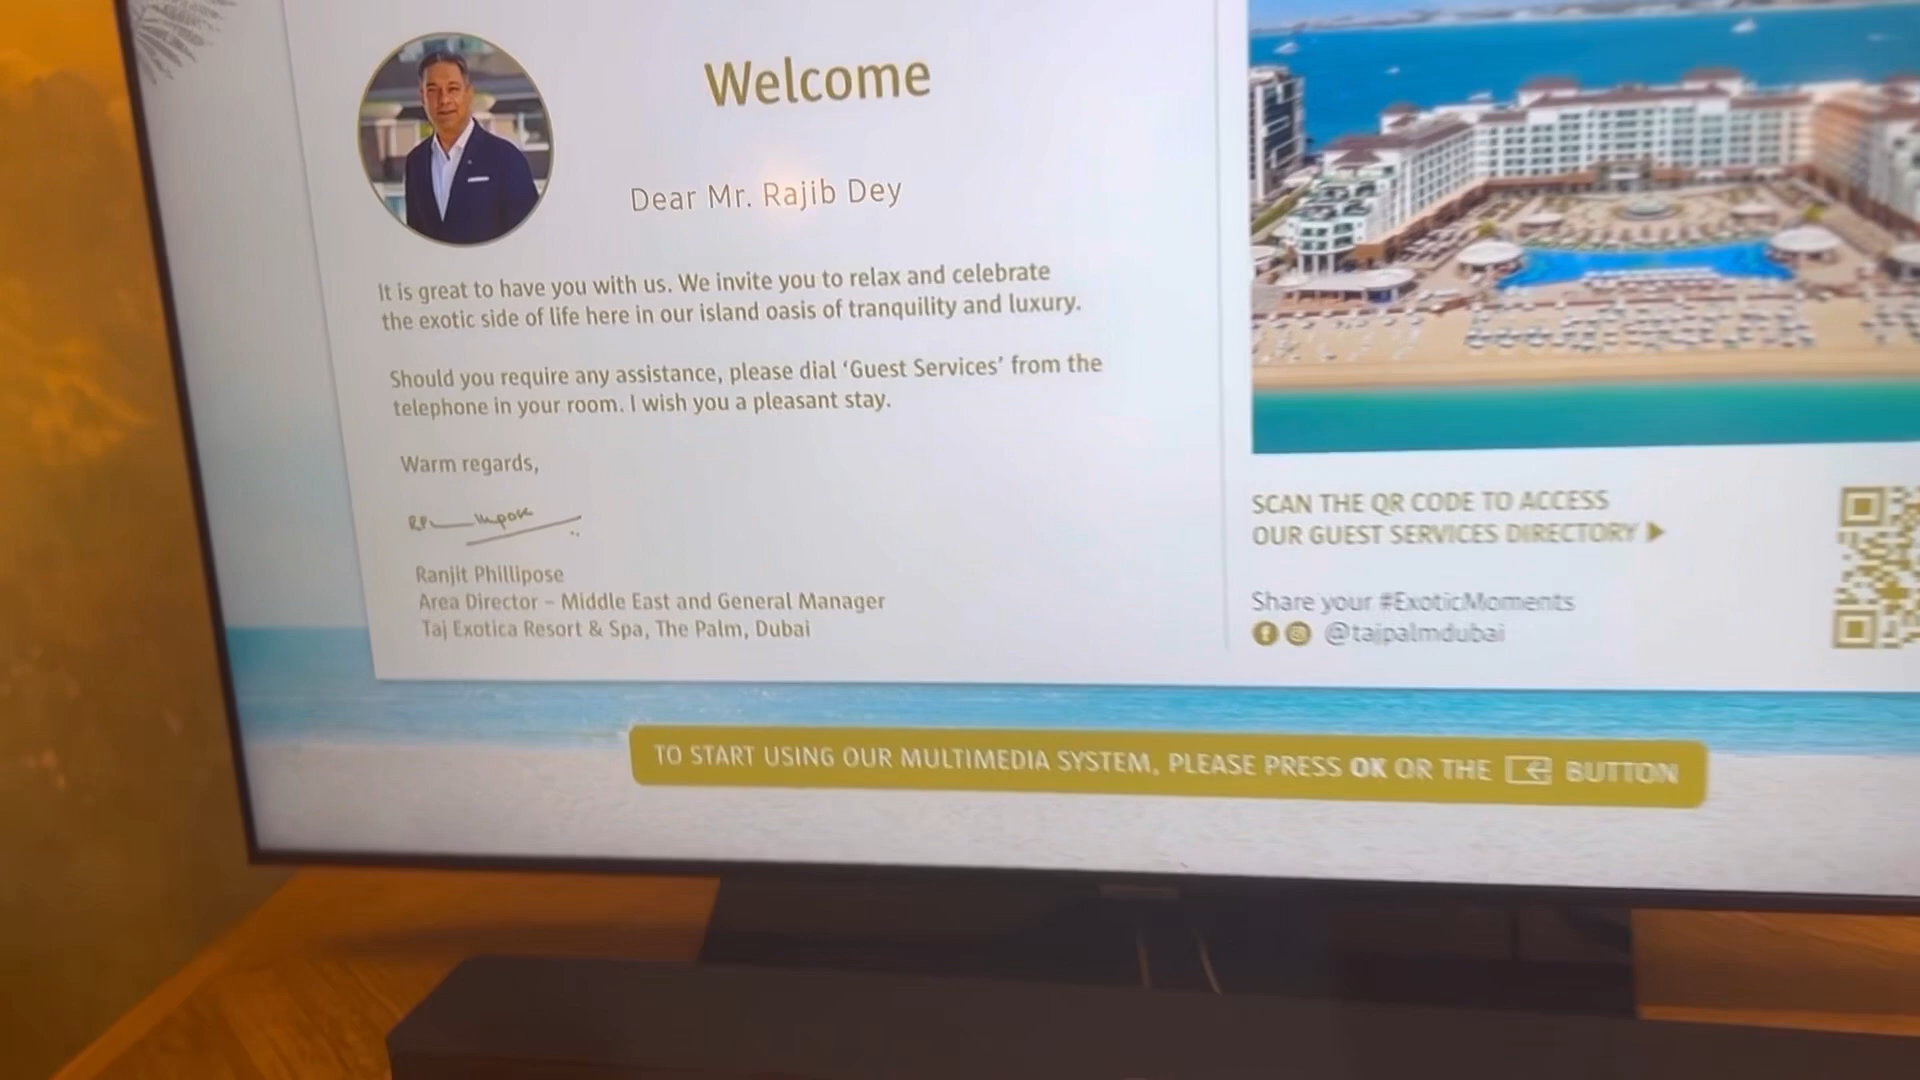 Welcome
Dear Mr. Rajib Dey
It is great to have you with us. We invite you to relax and celebrate
the exotic side of life here in our island oasis of tranquility and luxury.
Should you require any assistance, please dial ‘Guest Services’ from the
telephone in your room. I wish you a pleasant stay.
Warm regards,
Ranjit Phillipose
Area Director – Middle East and General Manager
Taj Exotica Resort & Spa, The Palm, Dubai
SCAN THE QR CODE TO ACCESS
OUR GUEST SERVICES DIRECTORY
Share your #ExoticMoments
@tajpalmdubai
TO START USING OUR MULTIMEDIA SYSTEM, PLEASE PRESS OK OR THE BUTTON